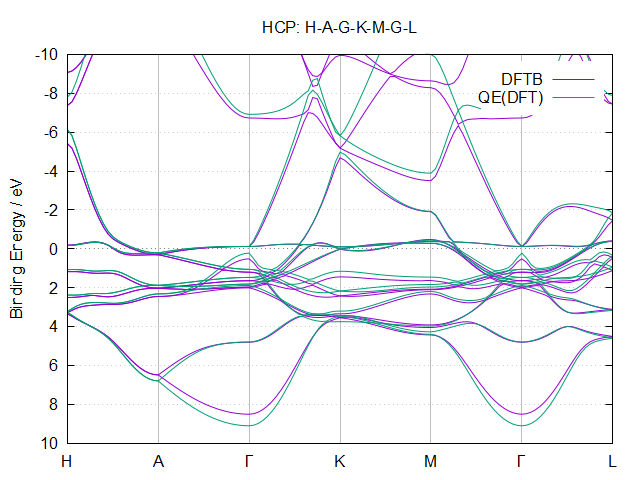 HCP: H-A-G-K-M-G-L
-10
-8
-6
-4
-2
0
2
4
6
8
10
Binding Energy / eV
DFTB
QE(DFT)
H A Γ K M Γ L